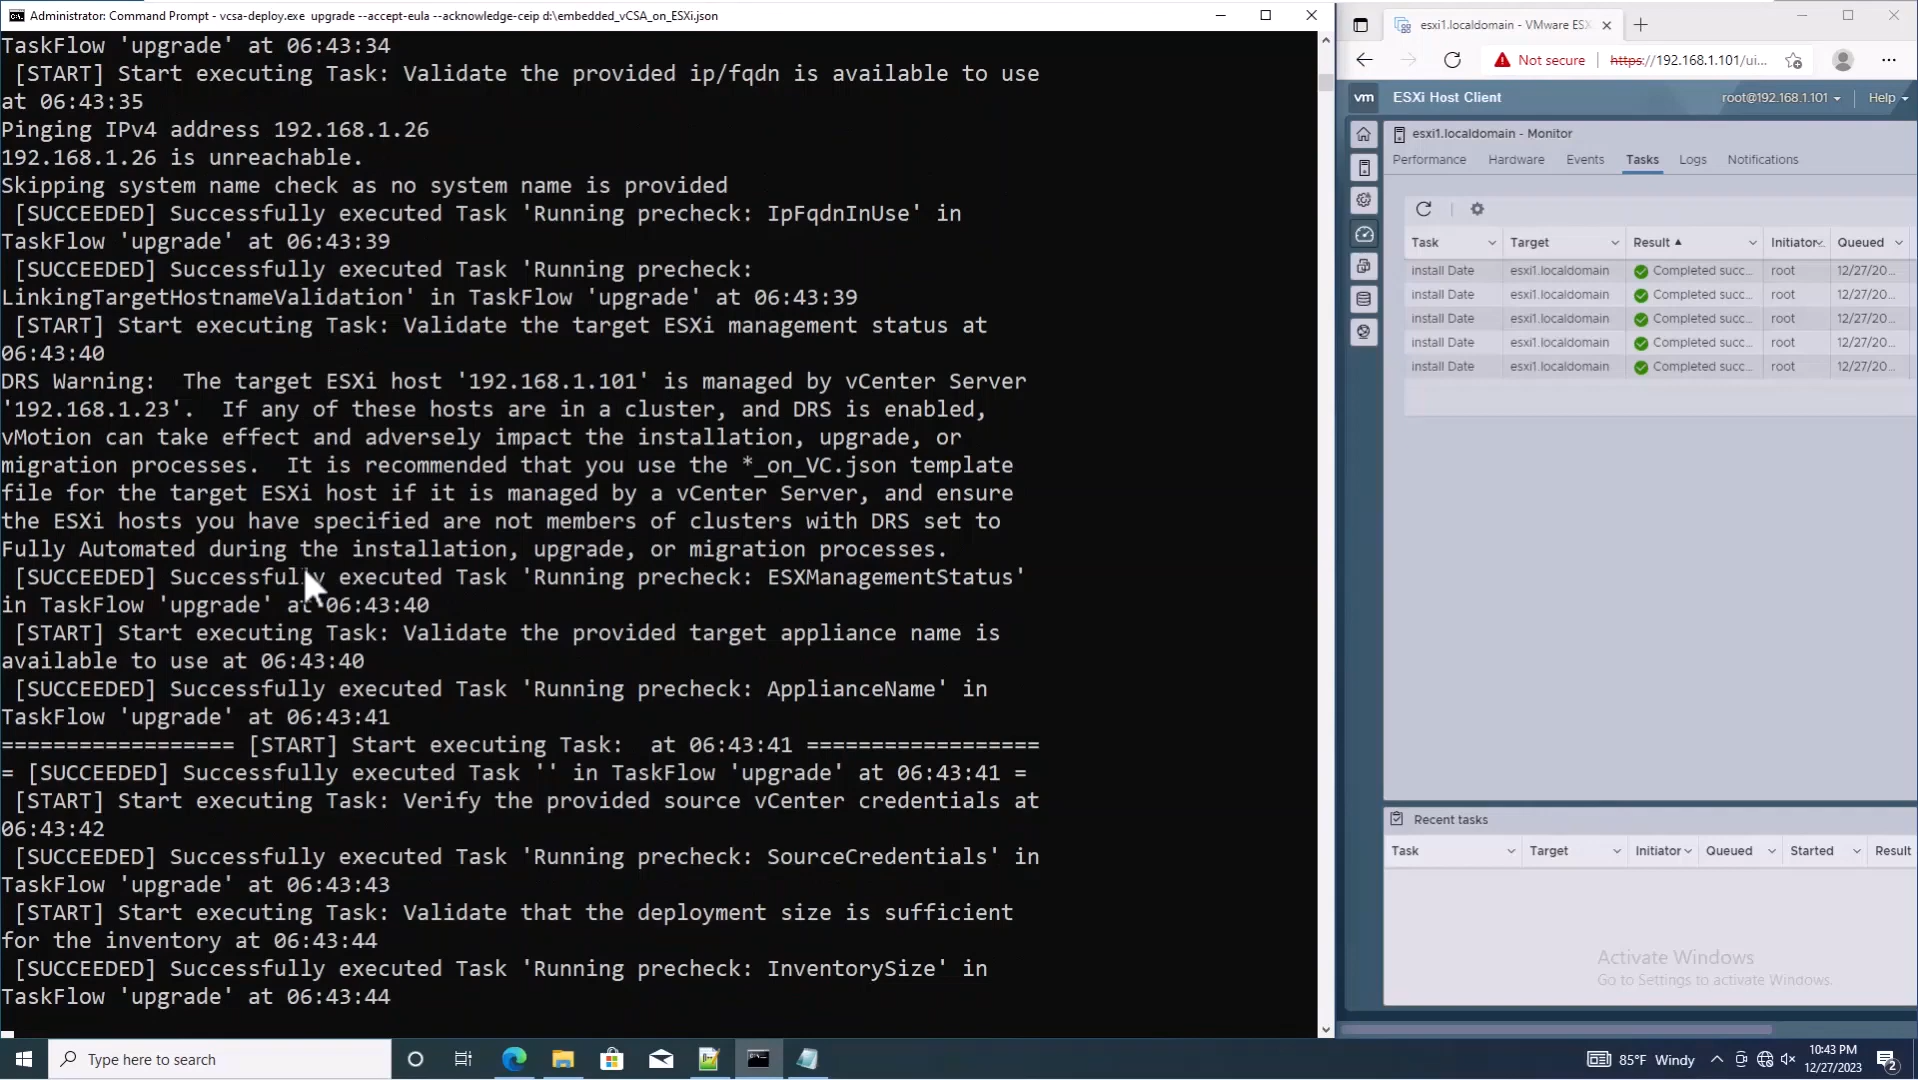 Administrator: Command Prompt - vcsa-deploy.exe  upgrade --accept-eula --acknowledge-ceip d:\embedded_vCSA_on_ESXi.json
TaskFlow 'upgrade' at 06:43:34
[START] Start executing Task: Validate the provided ip/fqdn is available to use
at 06:43:35
Pinging IPv4 address 192.168.1.26
192.168.1.26 is unreachable.
Skipping system name check as no system name is provided
[SUCCEEDED] Successfully executed Task 'Running precheck: IpFqdnInUse' in
TaskFlow 'upgrade' at 06:43:39
[SUCCEEDED] Successfully executed Task 'Running precheck:
LinkingTargetHostnameValidation' in TaskFlow 'upgrade' at 06:43:39
[START] Start executing Task: Validate the target ESXi management status at
06:43:40
DRS Warning:  The target ESXi host '192.168.1.101' is managed by vCenter Server
'192.168.1.23'.  If any of these hosts are in a cluster, and DRS is enabled,
vMotion can take effect and adversely impact the installation, upgrade, or
migration processes.  It is recommended that you use the *_on_VC.json template
file for the target ESXi host if it is managed by a vCenter Server, and ensure
the ESXi hosts you have specified are not members of clusters with DRS set to
Fully Automated during the installation, upgrade, or migration processes.
[SUCCEEDED] Successfully executed Task 'Running precheck: ESXManagementStatus'
in TaskFlow 'upgrade' at 06:43:40
[START] Start executing Task: Validate the provided target appliance name is
available to use at 06:43:40
[SUCCEEDED] Successfully executed Task 'Running precheck: ApplianceName' in
TaskFlow 'upgrade' at 06:43:41
================== [START] Start executing Task:  at 06:43:41 ==================
= [SUCCEEDED] Successfully executed Task '' in TaskFlow 'upgrade' at 06:43:41 =
[START] Start executing Task: Verify the provided source vCenter credentials at
06:43:42
[SUCCEEDED] Successfully executed Task 'Running precheck: SourceCredentials' in
TaskFlow 'upgrade' at 06:43:43
[START] Start executing Task: Validate that the deployment size is sufficient
for the inventory at 06:43:44
[SUCCEEDED] Successfully executed Task 'Running precheck: InventorySize' in
TaskFlow 'upgrade' at 06:43:44
esxi1.localdomain - VMware ESX
Not secure https://192.168.1.101/ui...
vm ESXi Host Client root@192.168.1.101 Help
esxi1.localdomain - Monitor
Performance Hardware Events Tasks Logs Notifications
Task Target Result Initiator Queued
install Date esxi1.localdomain Completed succ... root 12/27/20...
install Date esxi1.localdomain Completed succ... root 12/27/20...
install Date esxi1.localdomain Completed succ... root 12/27/20...
install Date esxi1.localdomain Completed succ... root 12/27/20...
install Date esxi1.localdomain Completed succ... root 12/27/20...
Recent tasks
Task Target Initiator Queued Started Result
Activate Windows
Go to Settings to activate Windows.
Type here to search
85°F Windy
10:43 PM
12/27/2023
2